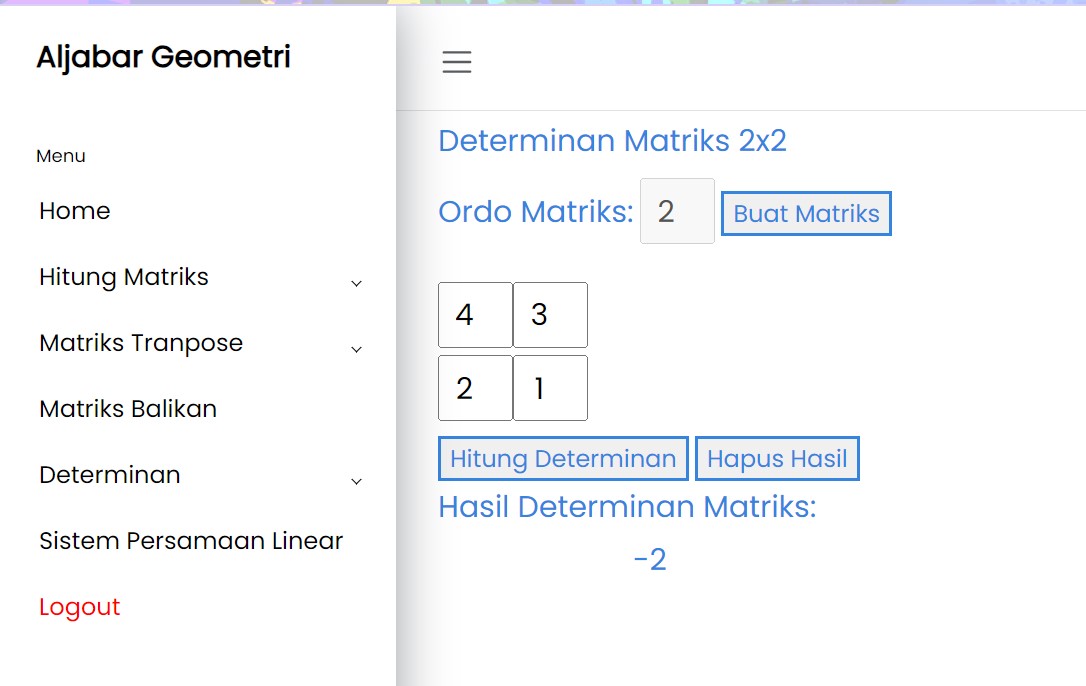 Aljabar Geometri
Menu
Home
Hitung Matriks
Matriks Tranpose
Matriks Balikan
Determinan
Sistem Persamaan Linear
Logout
Determinan Matriks 2x2
Ordo Matriks: 2 Buat Matriks
4 3
2 1
Hitung Determinan Hapus Hasil
Hasil Determinan Matriks:
-2